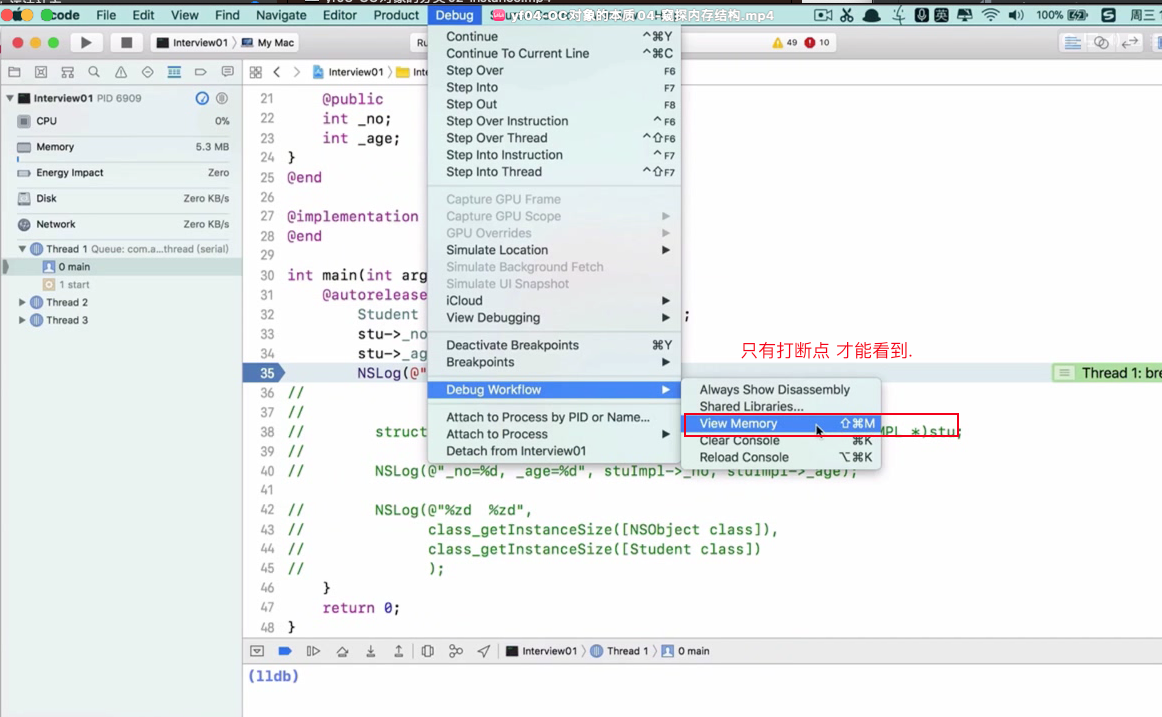 code File Edit View Find Navigate Editor Product Debug 04-oc对象的本质 04-窥探内存结构.mp4 100% 周三
Interview01 〉 My Mac
49 10
Interview01
Interview01 PID 6909
CPU 0%
Memory 5.3 MB
Energy Impact Zero
Disk Zero KB/s
Network Zero KB/s
Thread 1 Queue: com.a...thread (serial)
0 main
1 start
Thread 2
Thread 3
21 @public
22 int _no;
23 int _age;
24 }
25 @end
26
27 @implementation
28 @end
29
30 int main(int arg
31 @autorelease
32 Student ;
33 stu->_no
34 stu->_ag
35 NSLog(@" Thread 1: bre
36 //
37 //
38 // struct MPL *)stu;
39 //
40 // NSLog(@"_no=%d, _age=%d", stuImpl->_no, stuImpl->_age);
41
42 // NSLog(@"%zd %zd",
43 // class_getInstanceSize([NSObject class]),
44 // class_getInstanceSize([Student class])
45 // );
46 }
47 return 0;
48 }
Continue ⌃⌘Y
Continue To Current Line ⌃⌘C
Step Over F6
Step Into F7
Step Out F8
Step Over Instruction ⌃F6
Step Over Thread ⌃⇧F6
Step Into Instruction ⌃F7
Step Into Thread ⌃⇧F7
Capture GPU Frame
Capture GPU Scope
GPU Overrides
Simulate Location
Simulate Background Fetch
Simulate UI Snapshot
iCloud
View Debugging
Deactivate Breakpoints ⌘Y
Breakpoints
Debug Workflow
Attach to Process by PID or Name...
Attach to Process
Detach from Interview01
只有打断点 才能看到.
Always Show Disassembly
Shared Libraries...
View Memory ⇧⌘M
Clear Console ⌘K
Reload Console ⌥⌘K
Interview01 〉 Thread 1 〉 0 main
(lldb)